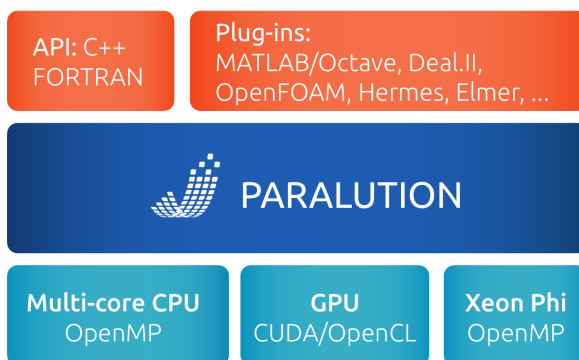 API: C++
FORTRAN
Plug-ins:
MATLAB/Octave, Deal.II,
OpenFOAM, Hermes, Elmer, ...
PARALUTION
Multi-core CPU
OpenMP
GPU
CUDA/OpenCL
Xeon Phi
OpenMP